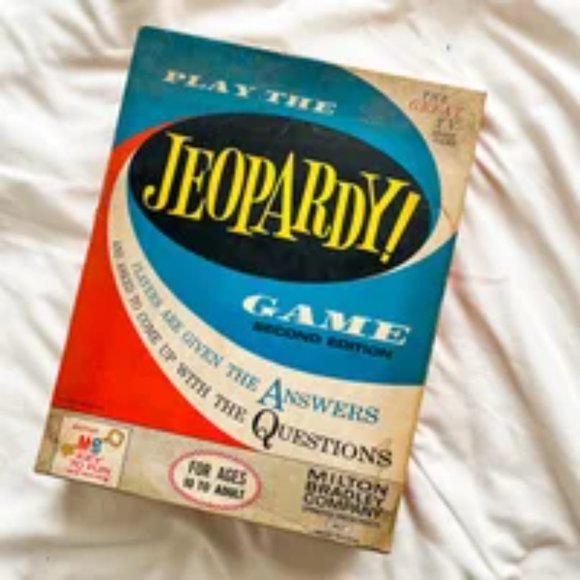 PLAY THE
THE
GREAT
TV
JEOPARDY!
GAME
SECOND EDITION
PLAYERS ARE GIVEN THE ANSWERS
AND ASKED TO COME UP WITH THE QUESTIONS
MB
FOR AGES
10 TO ADULT
MILTON
BRADLEY
COMPANY